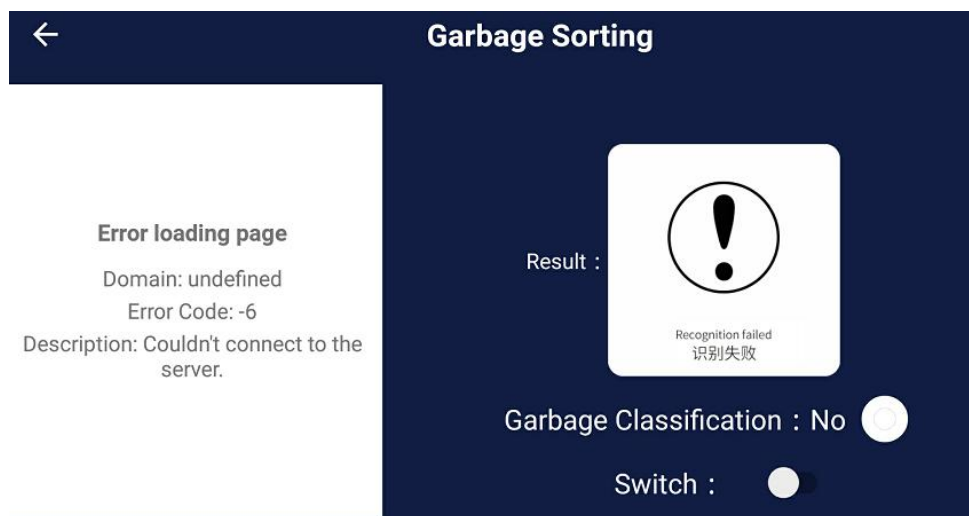 Garbage Sorting
Error loading page
Domain: undefined
Error Code: -6
Description: Couldn't connect to the
server.
Result：
Recognition failed
识别失败
Garbage Classification：No
Switch：